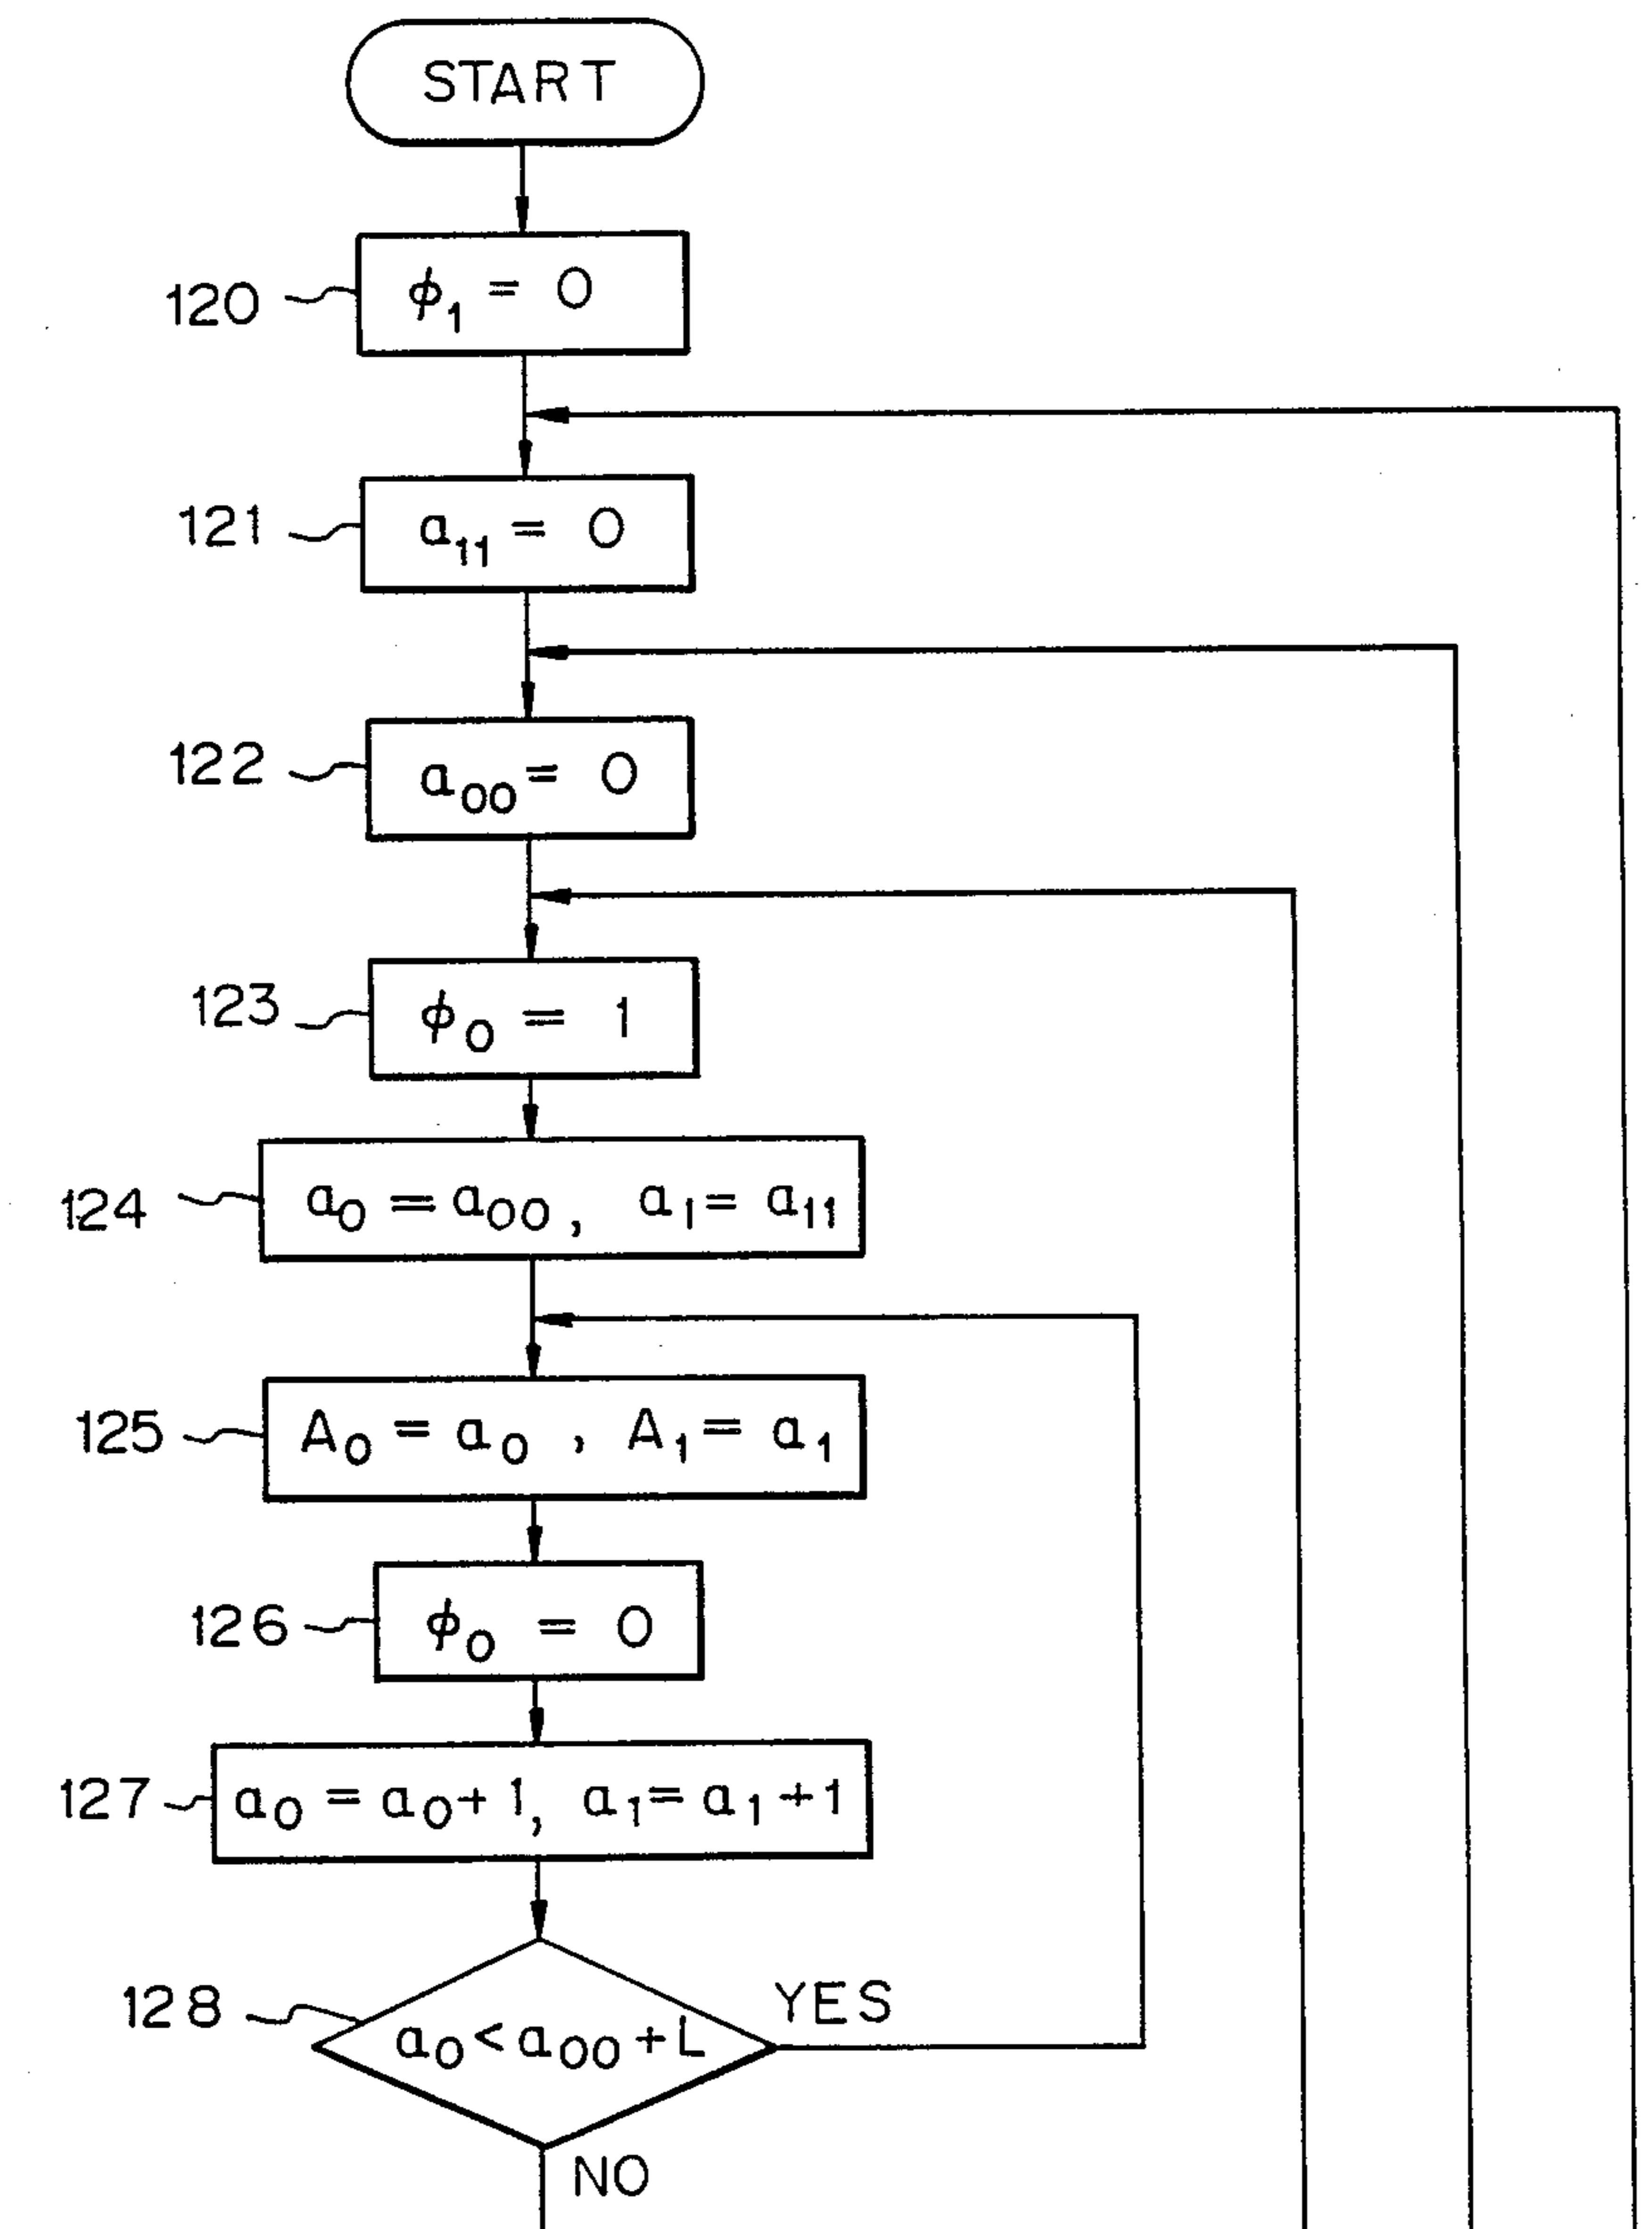 START
120 ϕ₁ = 0
121 a₁₁ = 0
122 a₀₀ = 0
123 ϕ₀ = 1
124 a₀ = a₀₀, a₁ = a₁₁
125 A₀ = a₀, A₁ = a₁
126 ϕ₀ = 0
127 a₀ = a₀+1, a₁ = a₁+1
128 a₀ < a₀₀ + L YES
NO